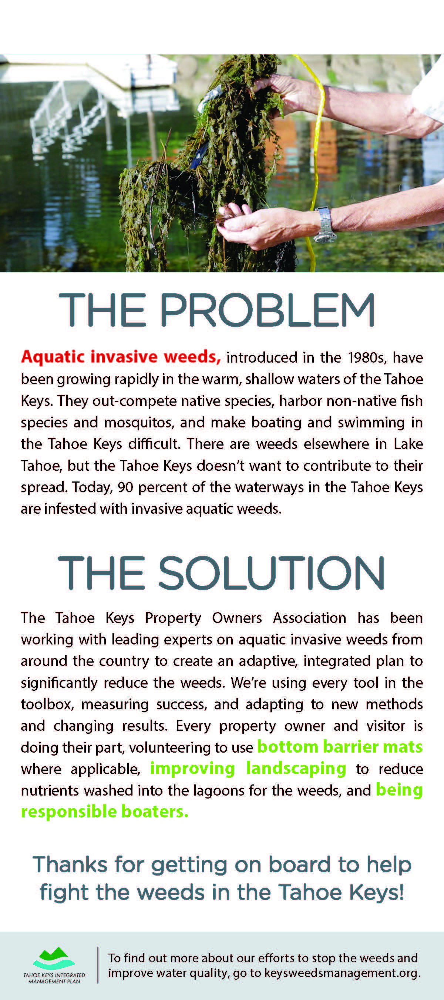 THE PROBLEM
Aquatic invasive weeds, introduced in the 1980s, have
been growing rapidly in the warm, shallow waters of the Tahoe
Keys. They out-compete native species, harbor non-native fish
species and mosquitos, and make boating and swimming in
the Tahoe Keys difficult. There are weeds elsewhere in Lake
Tahoe, but the Tahoe Keys doesn’t want to contribute to their
spread. Today, 90 percent of the waterways in the Tahoe Keys
are infested with invasive aquatic weeds.
THE SOLUTION
The Tahoe Keys Property Owners Association has been
working with leading experts on aquatic invasive weeds from
around the country to create an adaptive, integrated plan to
significantly reduce the weeds. We’re using every tool in the
toolbox, measuring success, and adapting to new methods
and changing results. Every property owner and visitor is
doing their part, volunteering to use bottom barrier mats
where applicable, improving landscaping to reduce
nutrients washed into the lagoons for the weeds, and being
responsible boaters.
Thanks for getting on board to help
fight the weeds in the Tahoe Keys!
TAHOE KEYS INTEGRATED
MANAGEMENT PLAN
To find out more about our efforts to stop the weeds and
improve water quality, go to keysweedsmanagement.org.